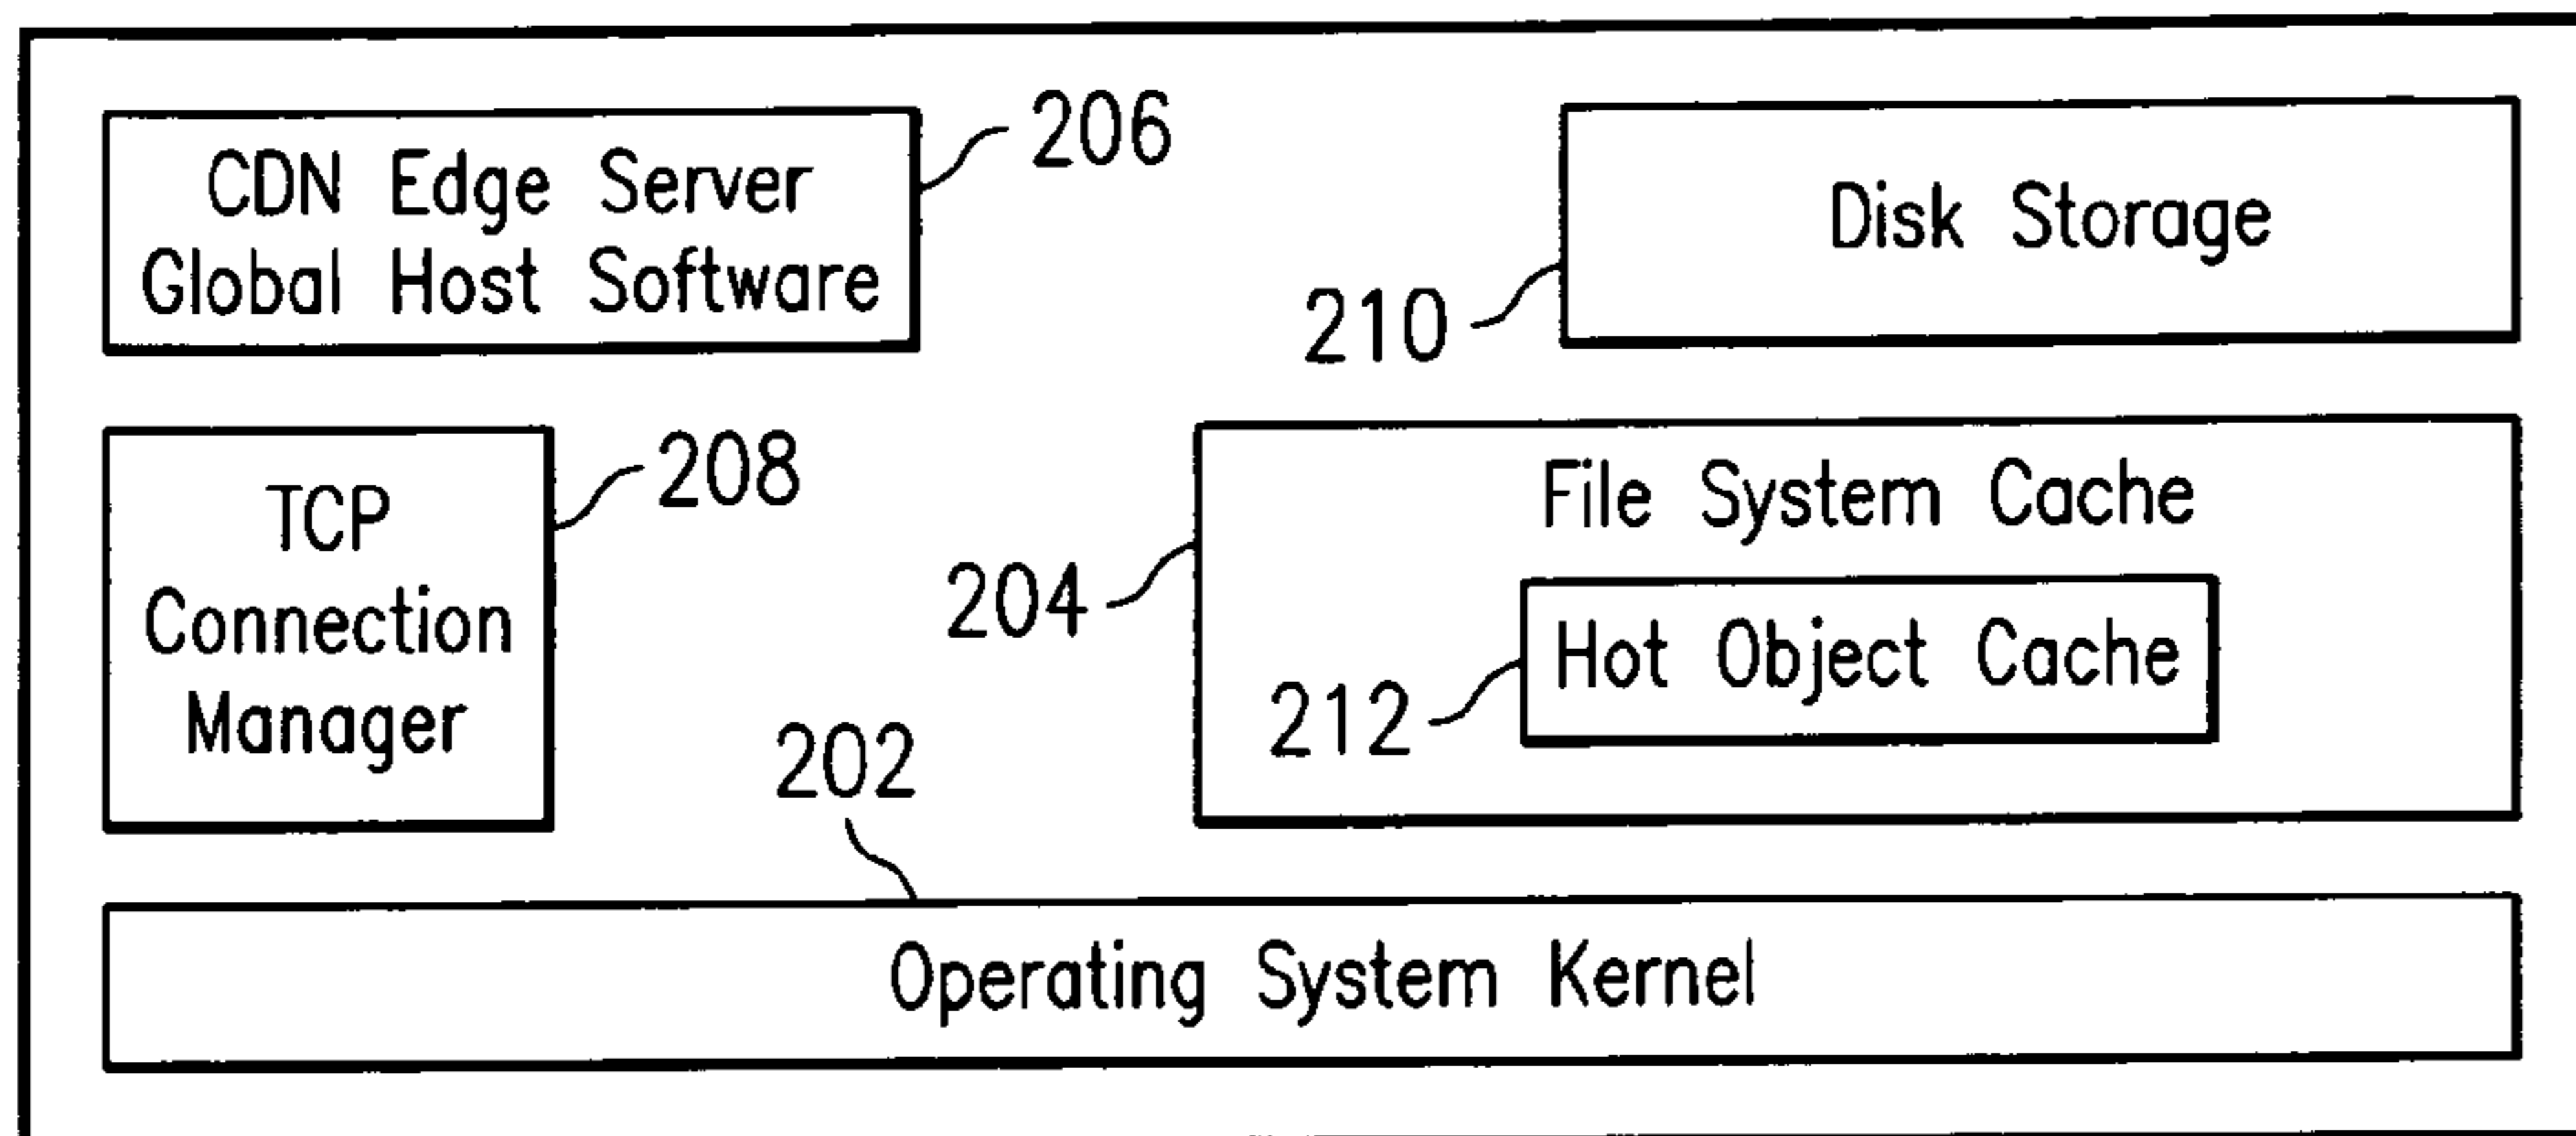 CDN Edge Server
Global Host Software
206
Disk Storage
210
TCP
Connection
Manager
208
File System Cache
204
Hot Object Cache
212
202
Operating System Kernel